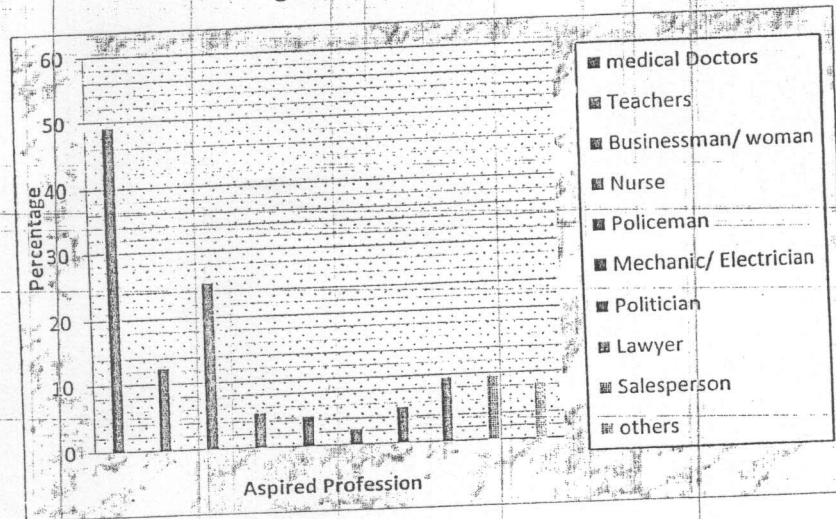 60
50
40
30
20
10
0
Percentage
Aspired Profession
medical Doctors
Teachers
Businessman/ woman
Nurse
Policeman
Mechanic/ Electrician
Politician
Lawyer
Salesperson
others